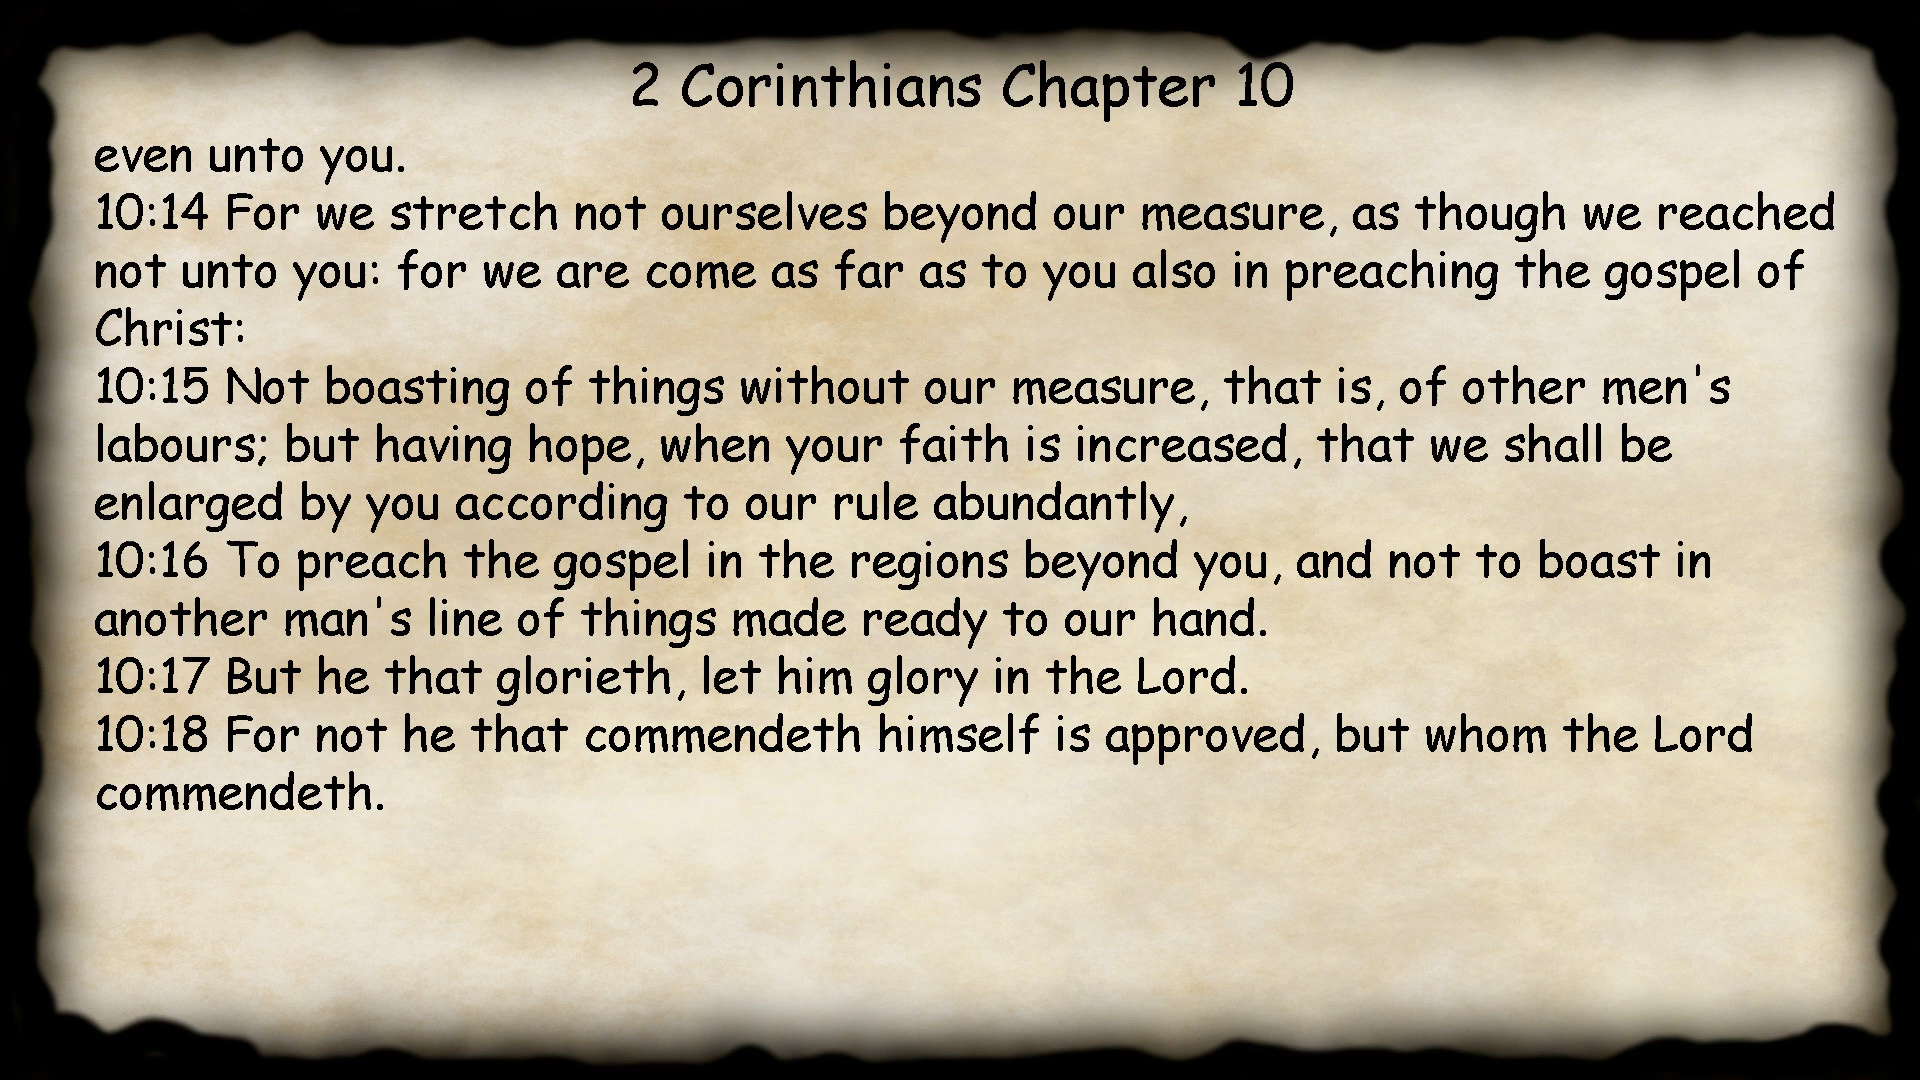 2 Corinthians Chapter 10
even unto you.
10:14 For we stretch not ourselves beyond our measure, as though we reached
not unto you: for we are come as far as to you also in preaching the gospel of
Christ:
10:15 Not boasting of things without our measure, that is, of other men's
labours; but having hope, when your faith is increased, that we shall be
enlarged by you according to our rule abundantly,
10:16 To preach the gospel in the regions beyond you, and not to boast in
another man's line of things made ready to our hand.
10:17 But he that glorieth, let him glory in the Lord.
10:18 For not he that commendeth himself is approved, but whom the Lord
commendeth.